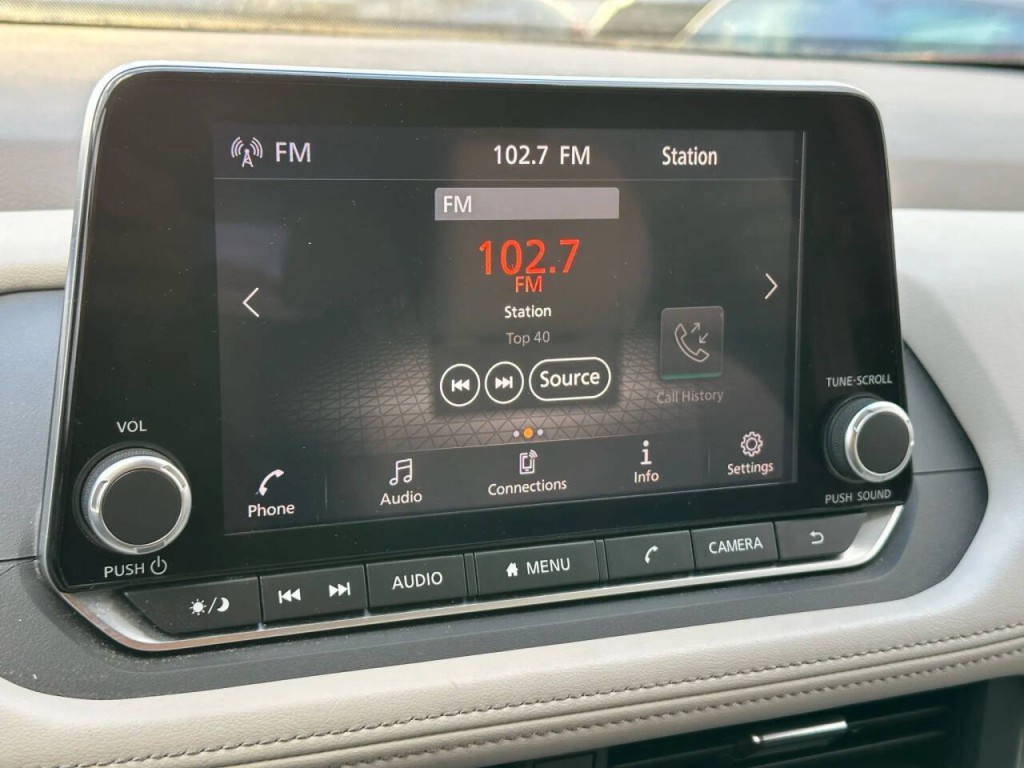 FM 102.7 FM Station
FM
102.7
FM
Station
Top 40
Source
Call History
Phone Audio Connections Info Settings
VOL
PUSH
TUNE·SCROLL
PUSH SOUND
AUDIO MENU CAMERA